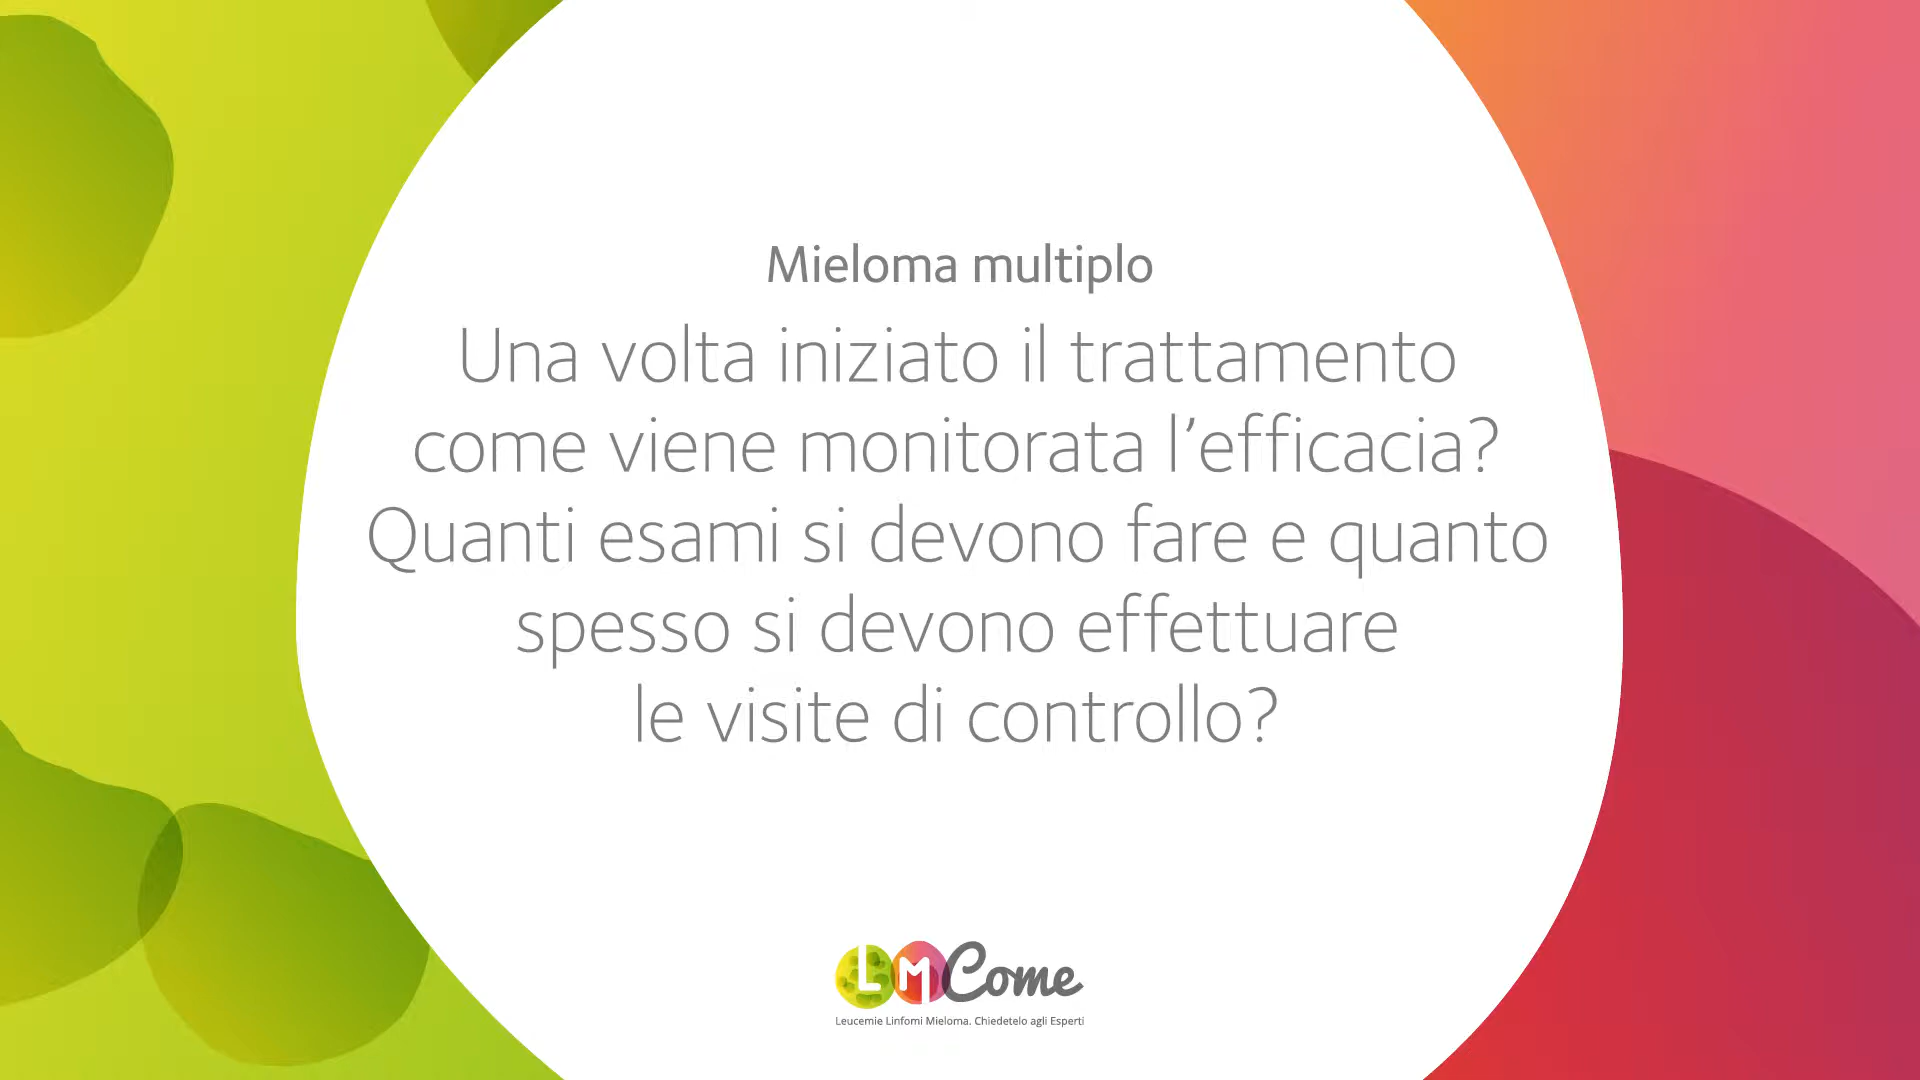 Mieloma multiplo
Una volta iniziato il trattamento
come viene monitorata l’efficacia?
Quanti esami si devono fare e quanto
spesso si devono effettuare
le visite di controllo?
LMCome
Leucemie Linfomi Mieloma. Chiedetelo agli Esperti